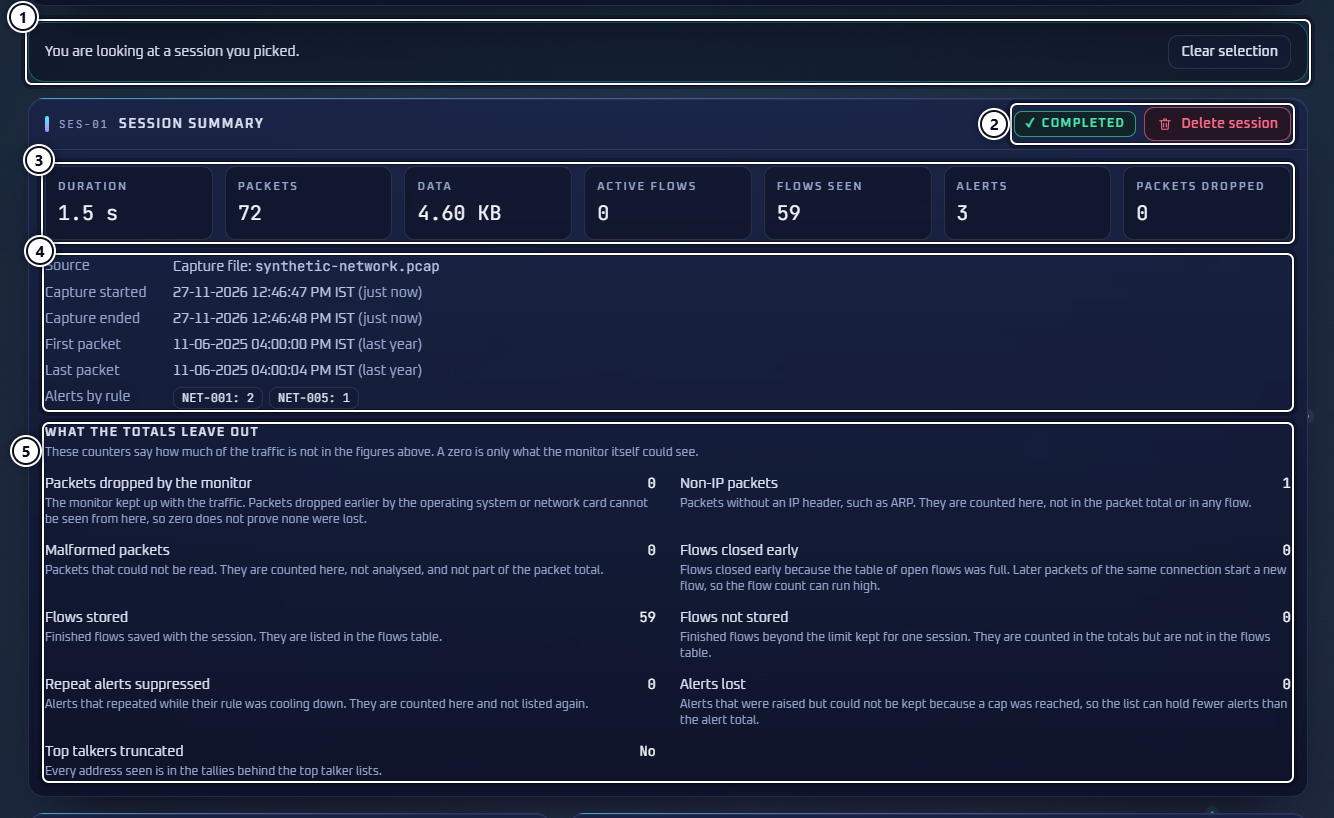 1
You are looking at a session you picked.
Clear selection
SES-01 SESSION SUMMARY
2
✓ COMPLETED
Delete session
3
DURATION
1.5 s
PACKETS
72
DATA
4.60 KB
ACTIVE FLOWS
0
FLOWS SEEN
59
ALERTS
3
PACKETS DROPPED
0
4
Source Capture file: synthetic-network.pcap
Capture started 27-11-2026 12:46:47 PM IST (just now)
Capture ended 27-11-2026 12:46:48 PM IST (just now)
First packet 11-06-2025 04:00:00 PM IST (last year)
Last packet 11-06-2025 04:00:04 PM IST (last year)
Alerts by rule NET-001: 2 NET-005: 1
5
WHAT THE TOTALS LEAVE OUT
These counters say how much of the traffic is not in the figures above. A zero is only what the monitor itself could see.
Packets dropped by the monitor 0
The monitor kept up with the traffic. Packets dropped earlier by the operating system or network card cannot
be seen from here, so zero does not prove none were lost.
Non-IP packets 1
Packets without an IP header, such as ARP. They are counted here, not in the packet total or in any flow.
Malformed packets 0
Packets that could not be read. They are counted here, not analysed, and not part of the packet total.
Flows closed early 0
Flows closed early because the table of open flows was full. Later packets of the same connection start a new
flow, so the flow count can run high.
Flows stored 59
Finished flows saved with the session. They are listed in the flows table.
Flows not stored 0
Finished flows beyond the limit kept for one session. They are counted in the totals but are not in the flows
table.
Repeat alerts suppressed 0
Alerts that repeated while their rule was cooling down. They are counted here and not listed again.
Alerts lost 0
Alerts that were raised but could not be kept because a cap was reached, so the list can hold fewer alerts than
the alert total.
Top talkers truncated No
Every address seen is in the tallies behind the top talker lists.